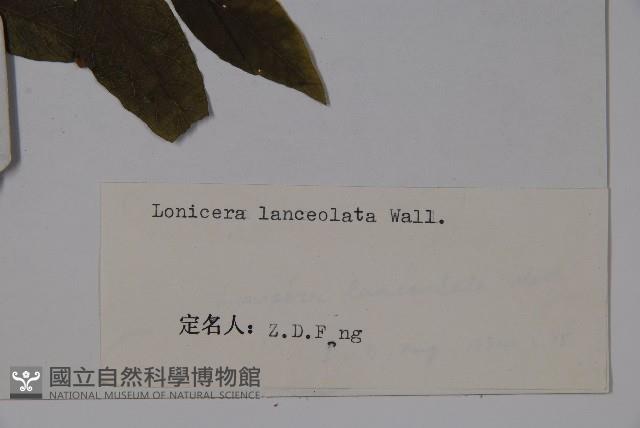 Lonicera lanceolata Wall.
定名人: Z.D.F ng
國立自然科學博物館
NATIONAL MUSEUM OF NATURAL SCIENCE